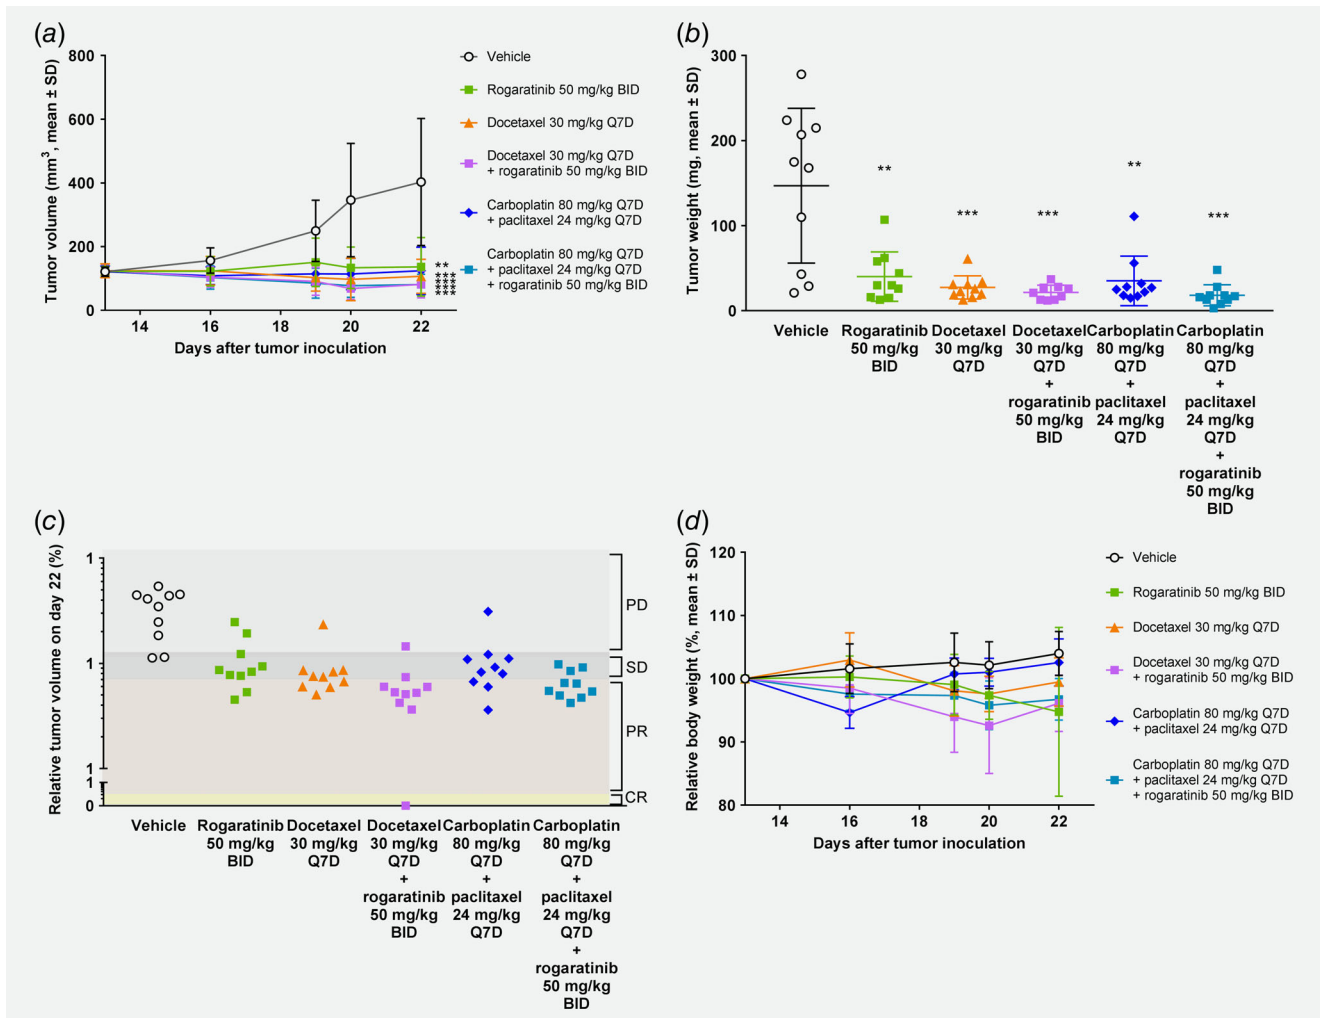 (a)
Tumor volume (mm³, mean ± SD)
800
600
400
200
0
14
16
18
20
22
Days after tumor inoculation
**
***
***
***
***
Vehicle
Rogaratinib 50 mg/kg BID
Docetaxel 30 mg/kg Q7D
Docetaxel 30 mg/kg Q7D
+ rogaratinib 50 mg/kg BID
Carboplatin 80 mg/kg Q7D
+ paclitaxel 24 mg/kg Q7D
Carboplatin 80 mg/kg Q7D
+ paclitaxel 24 mg/kg Q7D
+ rogaratinib 50 mg/kg BID
(b)
Tumor weight (mg, mean ± SD)
300
200
100
0
**
***
***
**
***
Vehicle
Rogaratinib
50 mg/kg
BID
Docetaxel
30 mg/kg
Q7D
Docetaxel
30 mg/kg
Q7D
+
rogaratinib
50 mg/kg
BID
Carboplatin
80 mg/kg
Q7D
+
paclitaxel
24 mg/kg
Q7D
Carboplatin
80 mg/kg
Q7D
+
paclitaxel
24 mg/kg
Q7D
+
rogaratinib
50 mg/kg
BID
(c)
Relative tumor volume on day 22 (%)
1
1
1
1
0
PD
SD
PR
CR
Vehicle
Rogaratinib
50 mg/kg
BID
Docetaxel
30 mg/kg
Q7D
Docetaxel
30 mg/kg
Q7D
+
rogaratinib
50 mg/kg
BID
Carboplatin
80 mg/kg
Q7D
+
paclitaxel
24 mg/kg
Q7D
Carboplatin
80 mg/kg
Q7D
+
paclitaxel
24 mg/kg
Q7D
+
rogaratinib
50 mg/kg
BID
(d)
Relative body weight (%, mean ± SD)
120
110
100
90
80
14
16
18
20
22
Days after tumor inoculation
Vehicle
Rogaratinib 50 mg/kg BID
Docetaxel 30 mg/kg Q7D
Docetaxel 30 mg/kg Q7D
+ rogaratinib 50 mg/kg BID
Carboplatin 80 mg/kg Q7D
+ paclitaxel 24 mg/kg Q7D
Carboplatin 80 mg/kg Q7D
+ paclitaxel 24 mg/kg Q7D
+ rogaratinib 50 mg/kg BID